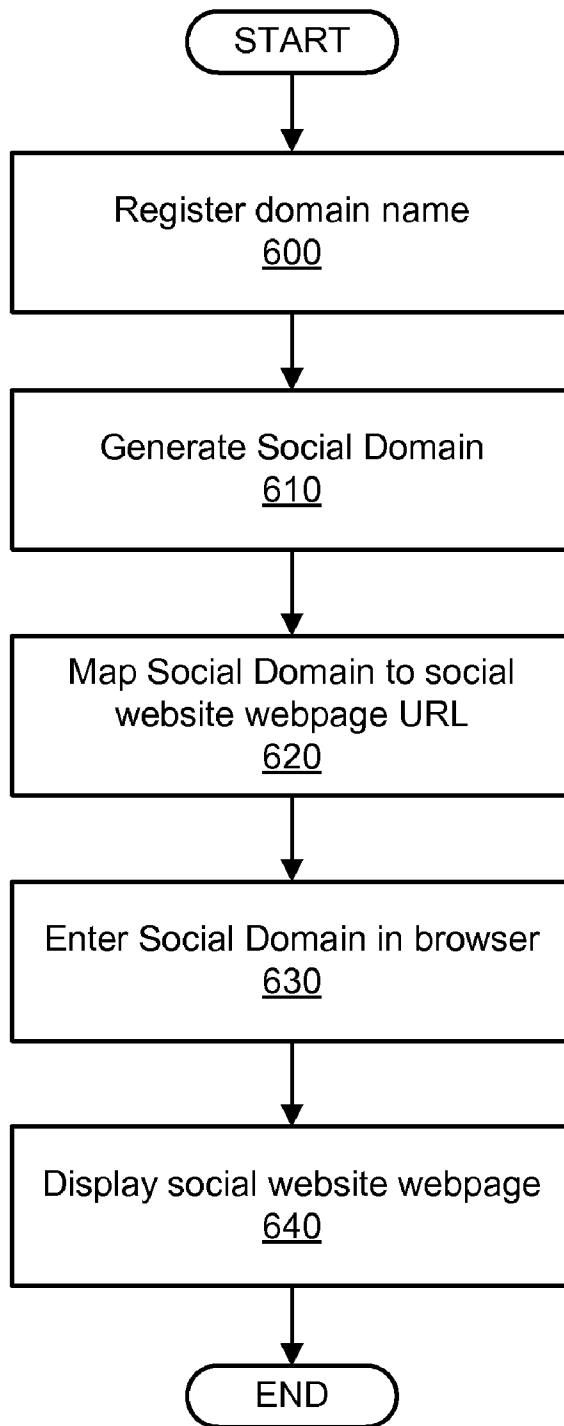 START
Register domain name
600
Generate Social Domain
610
Map Social Domain to social
website webpage URL
620
Enter Social Domain in browser
630
Display social website webpage
640
END